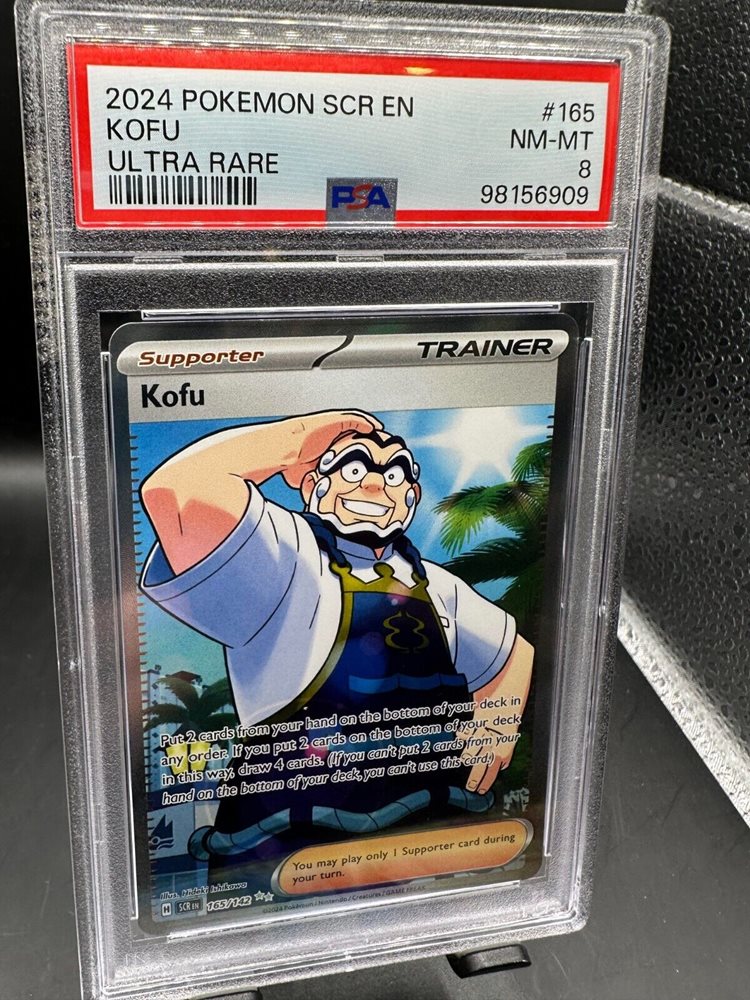 2024 POKEMON SCR EN #165
KOFU NM-MT
ULTRA RARE 8
PSA 98156909
Supporter TRAINER
Kofu
Put 2 cards from your hand on the bottom of your deck in
any order. If you put 2 cards on the bottom of your deck
in this way, draw 4 cards. (If you can't put 2 cards from your
hand on the bottom of your deck, you can't use this card.)
You may play only 1 Supporter card during
your turn.
Illus. Hideki Ishikawa
H SCR EN 165/142
©2024 Pokémon / Nintendo / Creatures / GAME FREAK